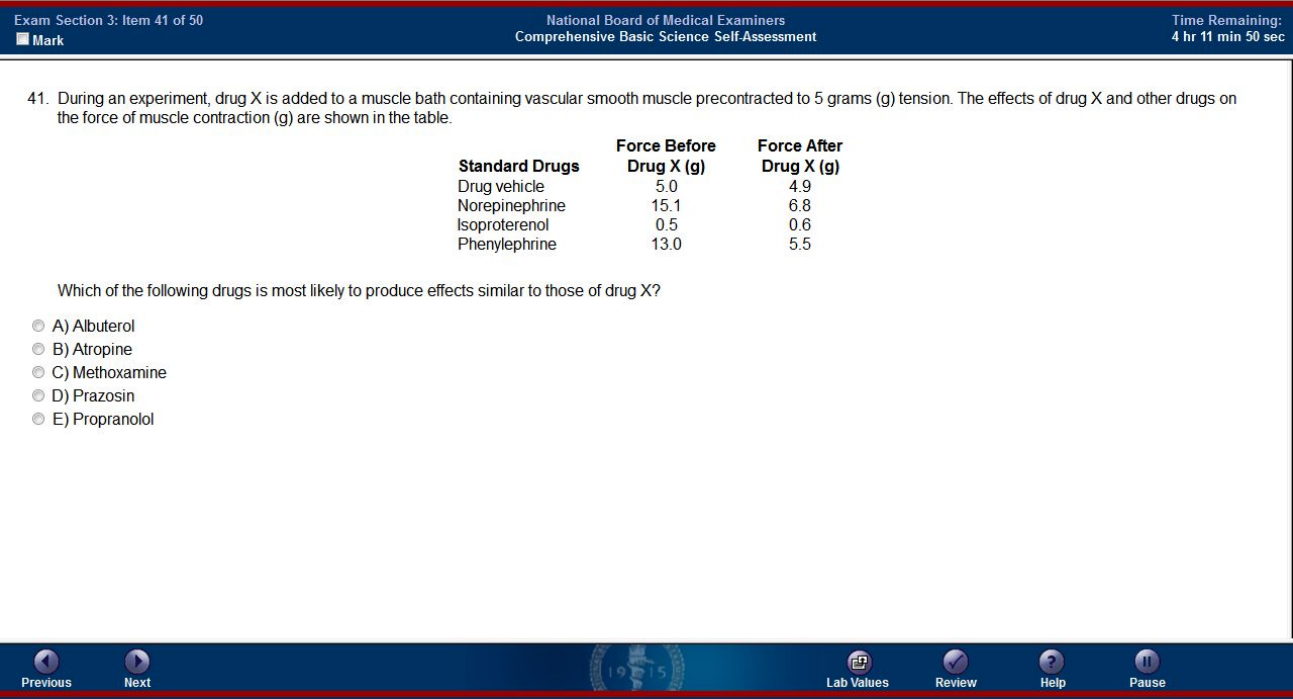 Exam Section 3: Item 41 of 50
National Board of Medical Examiners
Time Remaining:
Mark
Comprehensive Basic Science Self-Assessment
4 hr 11 min 50 sec
41. During an experiment, drug X is added to a muscle bath containing vascular smooth muscle precontracted to 5 grams (g) tension. The effects of drug X and other drugs on
the force of muscle contraction (g) are shown in the table.
Force Before Force After
Standard Drugs Drug X (g) Drug X (g)
Drug vehicle 5.0 4.9
Norepinephrine 15.1 6.8
Isoproterenol 0.5 0.6
Phenylephrine 13.0 5.5
Which of the following drugs is most likely to produce effects similar to those of drug X?
A) Albuterol
B) Atropine
C) Methoxamine
D) Prazosin
E) Propranolol
1915
Previous Next Lab Values Review Help Pause